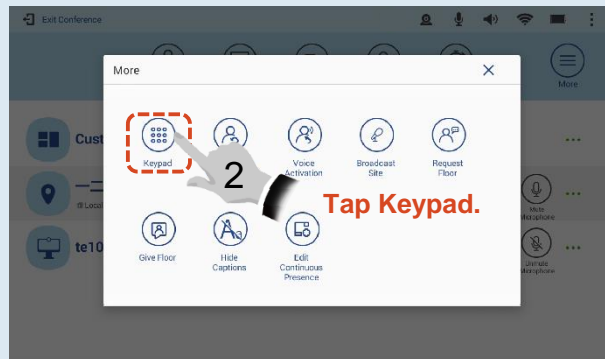 Exit Conference
More
More
Cust
Keypad
Voice
Activation
Broadcast
Site
Request
Floor
2
Tap Keypad.
@Local
Mute
Microphone
te10
Give Floor
Hide
Captions
Edit
Continuous
Presence
Unmute
Microphone